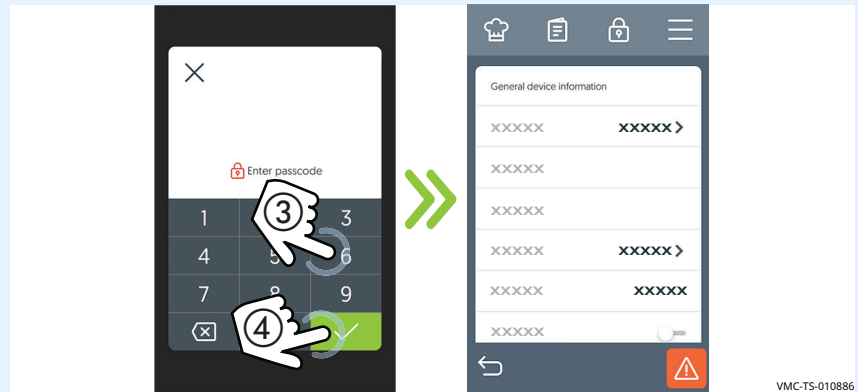 Enter passcode
③
1 3
4 5 6
7 8 9
④
General device information
xxxxx xxxxx
xxxxx
xxxxx
xxxxx xxxxx
xxxxx xxxxx
xxxxx
VMC-TS-010886